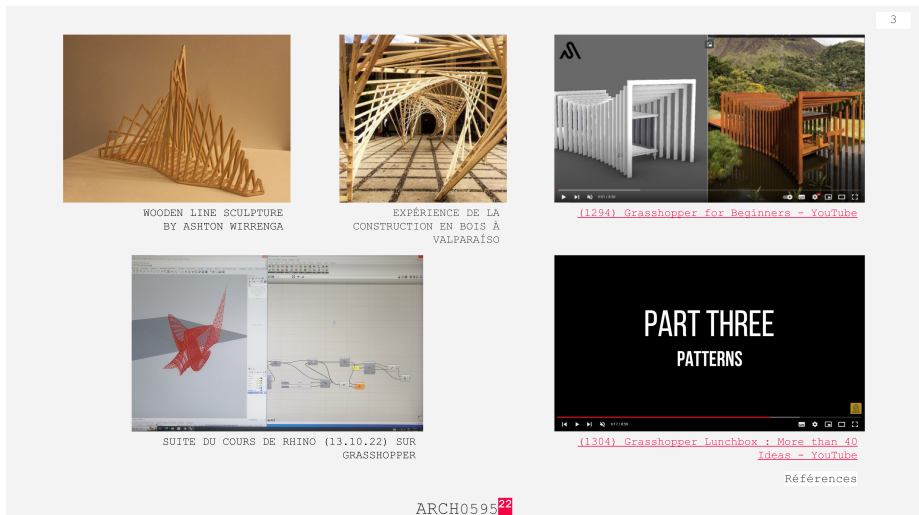 3
WOODEN LINE SCULPTURE
BY ASHTON WIRRENGA
EXPÉRIENCE DE LA
CONSTRUCTION EN BOIS À
VALPARAÍSO
(1294) Grasshopper for Beginners - YouTube
SUITE DU COURS DE RHINO (13.10.22) SUR
GRASSHOPPER
PART THREE
PATTERNS
(1304) Grasshopper Lunchbox : More than 40
Ideas - YouTube
Références
ARCH0595²²